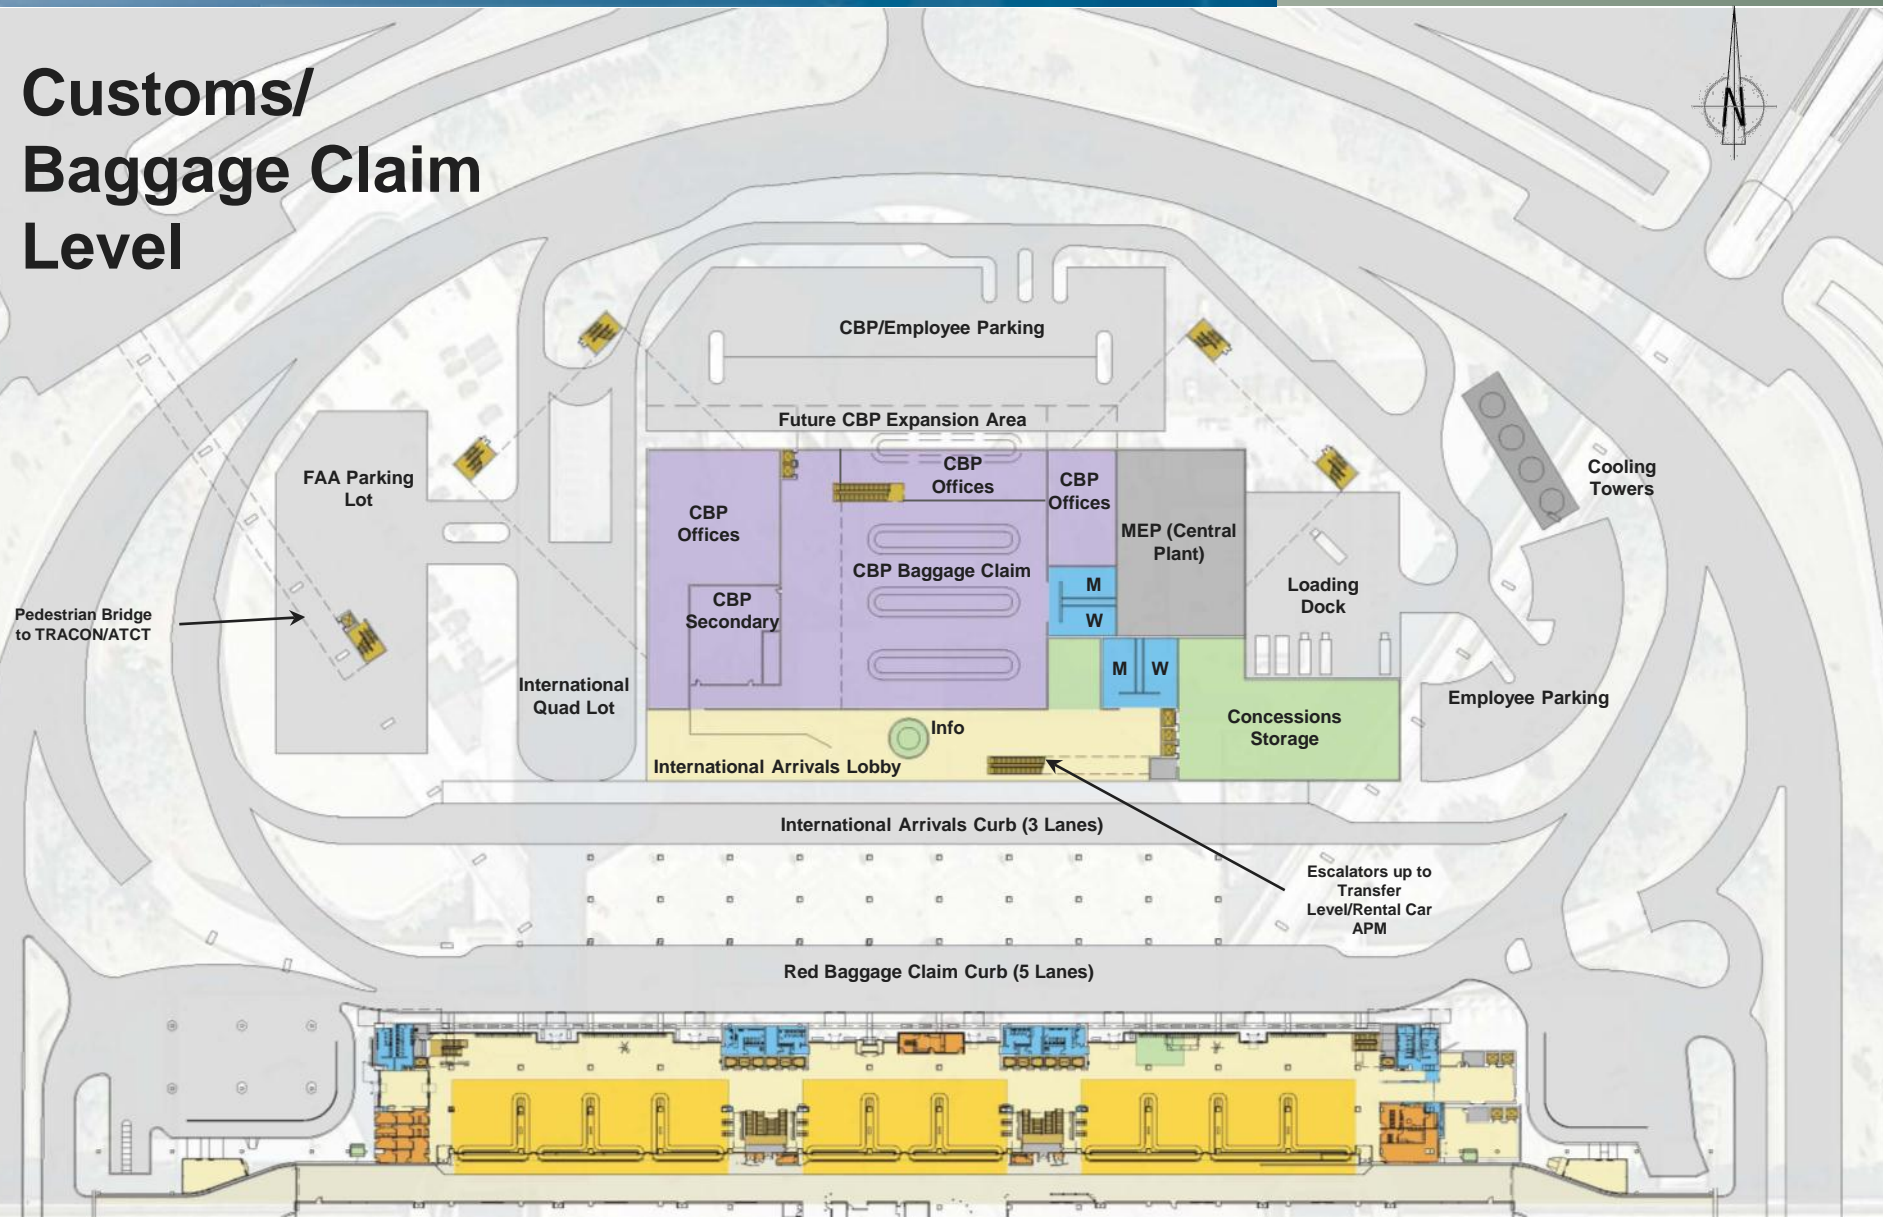 Customs/
Baggage Claim
Level
N
CBP/Employee Parking
Future CBP Expansion Area
FAA Parking
Lot
CBP
Offices
CBP
Offices
CBP
Offices
MEP (Central
Plant)
Cooling
Towers
CBP Baggage Claim
CBP
Secondary
M
W
Loading
Dock
Pedestrian Bridge
to TRACON/ATCT
M
W
International
Quad Lot
Employee Parking
Concessions
Storage
Info
International Arrivals Lobby
International Arrivals Curb (3 Lanes)
Escalators up to
Transfer
Level/Rental Car
APM
Red Baggage Claim Curb (5 Lanes)